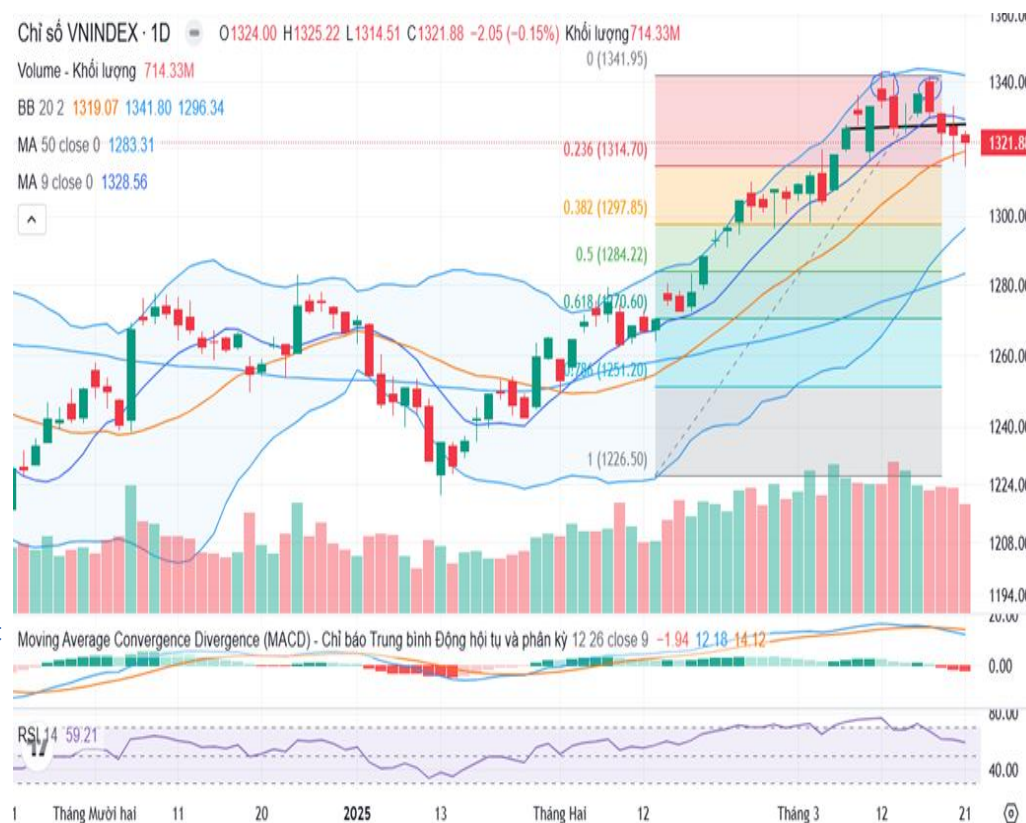 Chỉ số VNINDEX · 1D O1324.00 H1325.22 L1314.51 C1321.88 −2.05 (−0.15%) Khối lượng714.33M
Volume - Khối lượng 714.33M
BB 20 2 1319.07 1341.80 1296.34
MA 50 close 0 1283.31
MA 9 close 0 1328.56
0 (1341.95)
0.236 (1314.70)
0.382 (1297.85)
0.5 (1284.22)
0.618 (1270.60)
0.786 (1251.20)
1 (1226.50)
1360.00
1340.00
1321.88
1300.00
1280.00
1260.00
1240.00
1224.00
1208.00
1194.00
Moving Average Convergence Divergence (MACD) - Chỉ báo Trung bình Động hội tụ và phân kỳ 12 26 close 9 −1.94 12.18 14.12
20.00
0.00
RSI 14 59.21
80.00
40.00
Tháng Mười hai 11 20 2025 13 Tháng Hai 12 Tháng 3 12 21